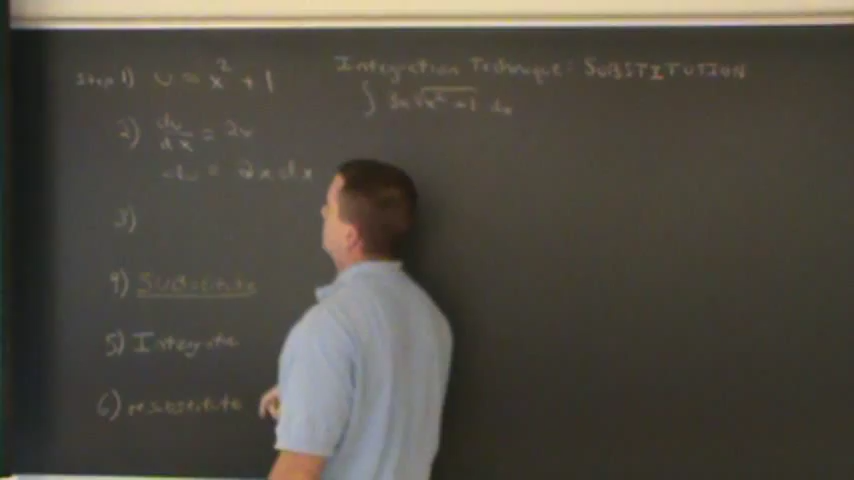 Integration Technique: SUBSTITUTION
∫ 5x√x² + 1 dx
Step 1) u = x² + 1
2) du/dx = 2x
du = 2x dx
3)
4) Substitute
5) Integrate
6) resubstitute